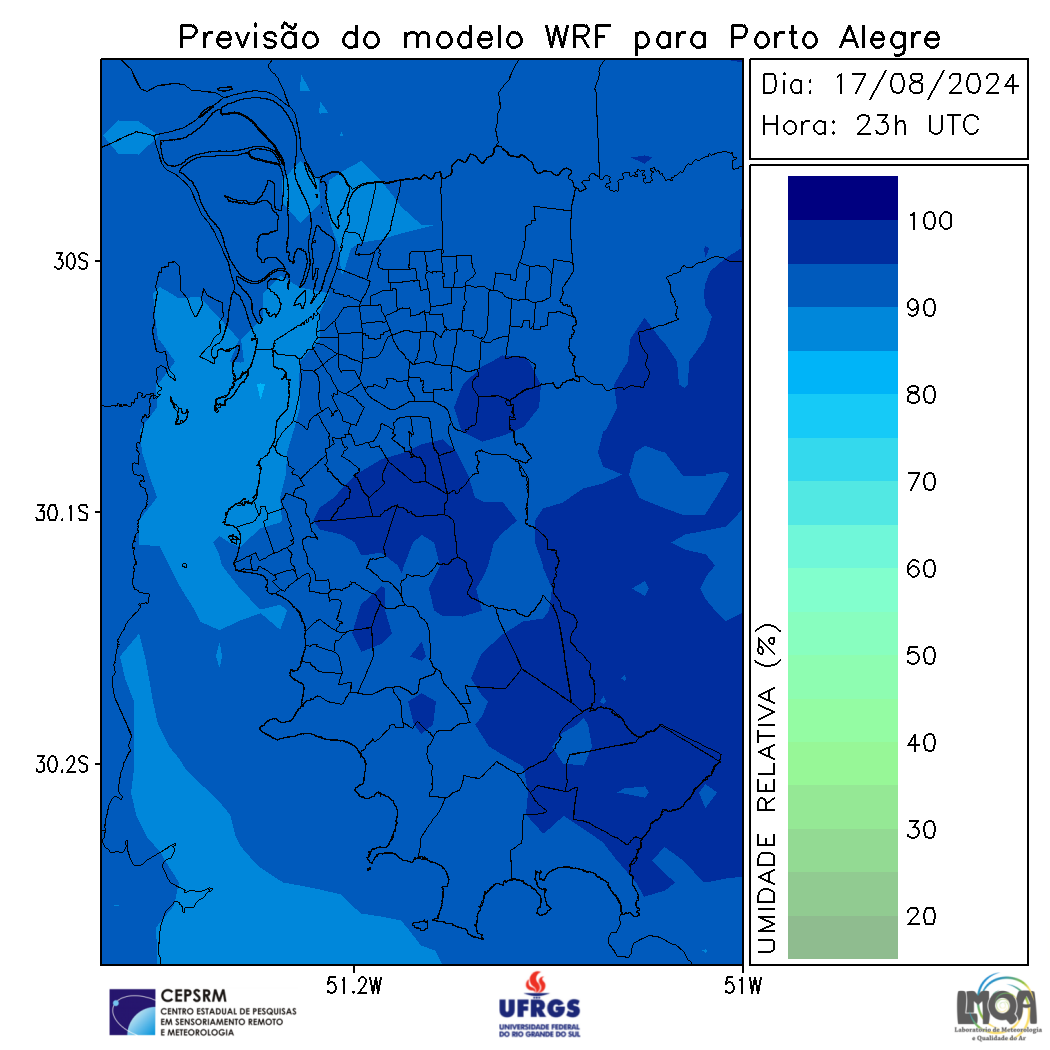 Previsão do modelo WRF para Porto Alegre
Dia: 17/08/2024
Hora: 23h UTC
30S
30.1S
30.2S
51.2W
51W
UMIDADE RELATIVA (%)
100
90
80
70
60
50
40
30
20
CEPSRM
CENTRO ESTADUAL DE PESQUISAS
EM SENSORIAMENTO REMOTO
E METEOROLOGIA
UFRGS
UNIVERSIDADE FEDERAL
DO RIO GRANDE DO SUL
LMQA
Laboratório de Meteorologia
e Qualidade do Ar